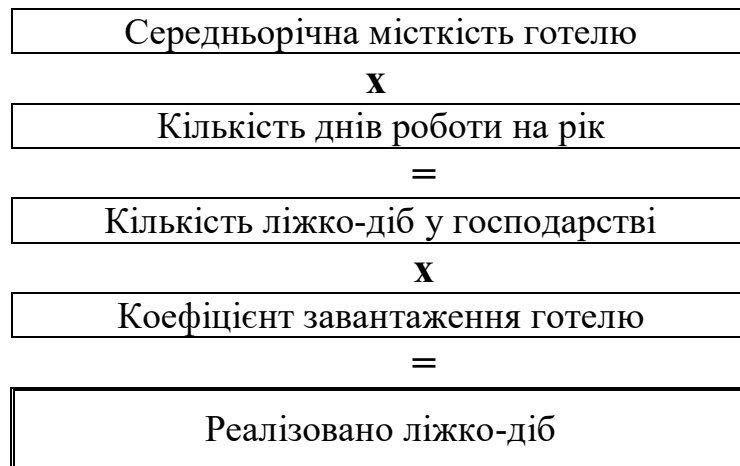 Середньорічна місткість готелю
x
Кількість днів роботи на рік
=
Кількість ліжко-діб у господарстві
x
Коефіцієнт завантаження готелю
=
Реалізовано ліжко-діб